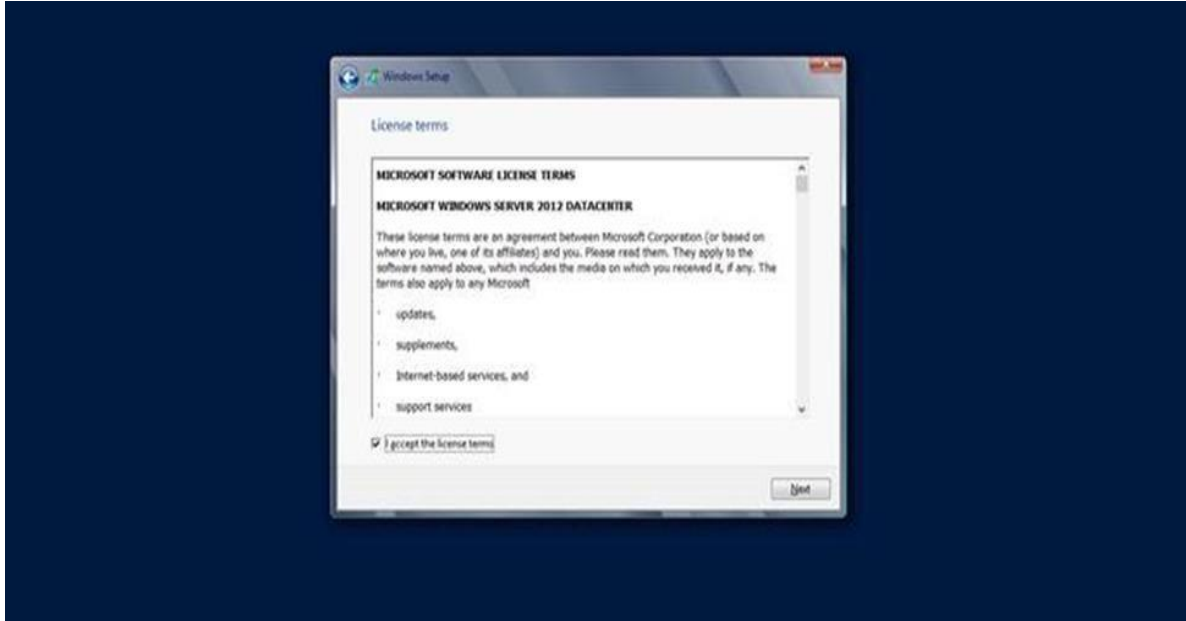 Windows Setup
License terms
MICROSOFT SOFTWARE LICENSE TERMS
MICROSOFT WINDOWS SERVER 2012 DATACENTER
These license terms are an agreement between Microsoft Corporation (or based on
where you live, one of its affiliates) and you. Please read them. They apply to the
software named above, which includes the media on which you received it, if any. The
terms also apply to any Microsoft
· updates,
· supplements,
· Internet-based services, and
· support services
I accept the license terms
Next